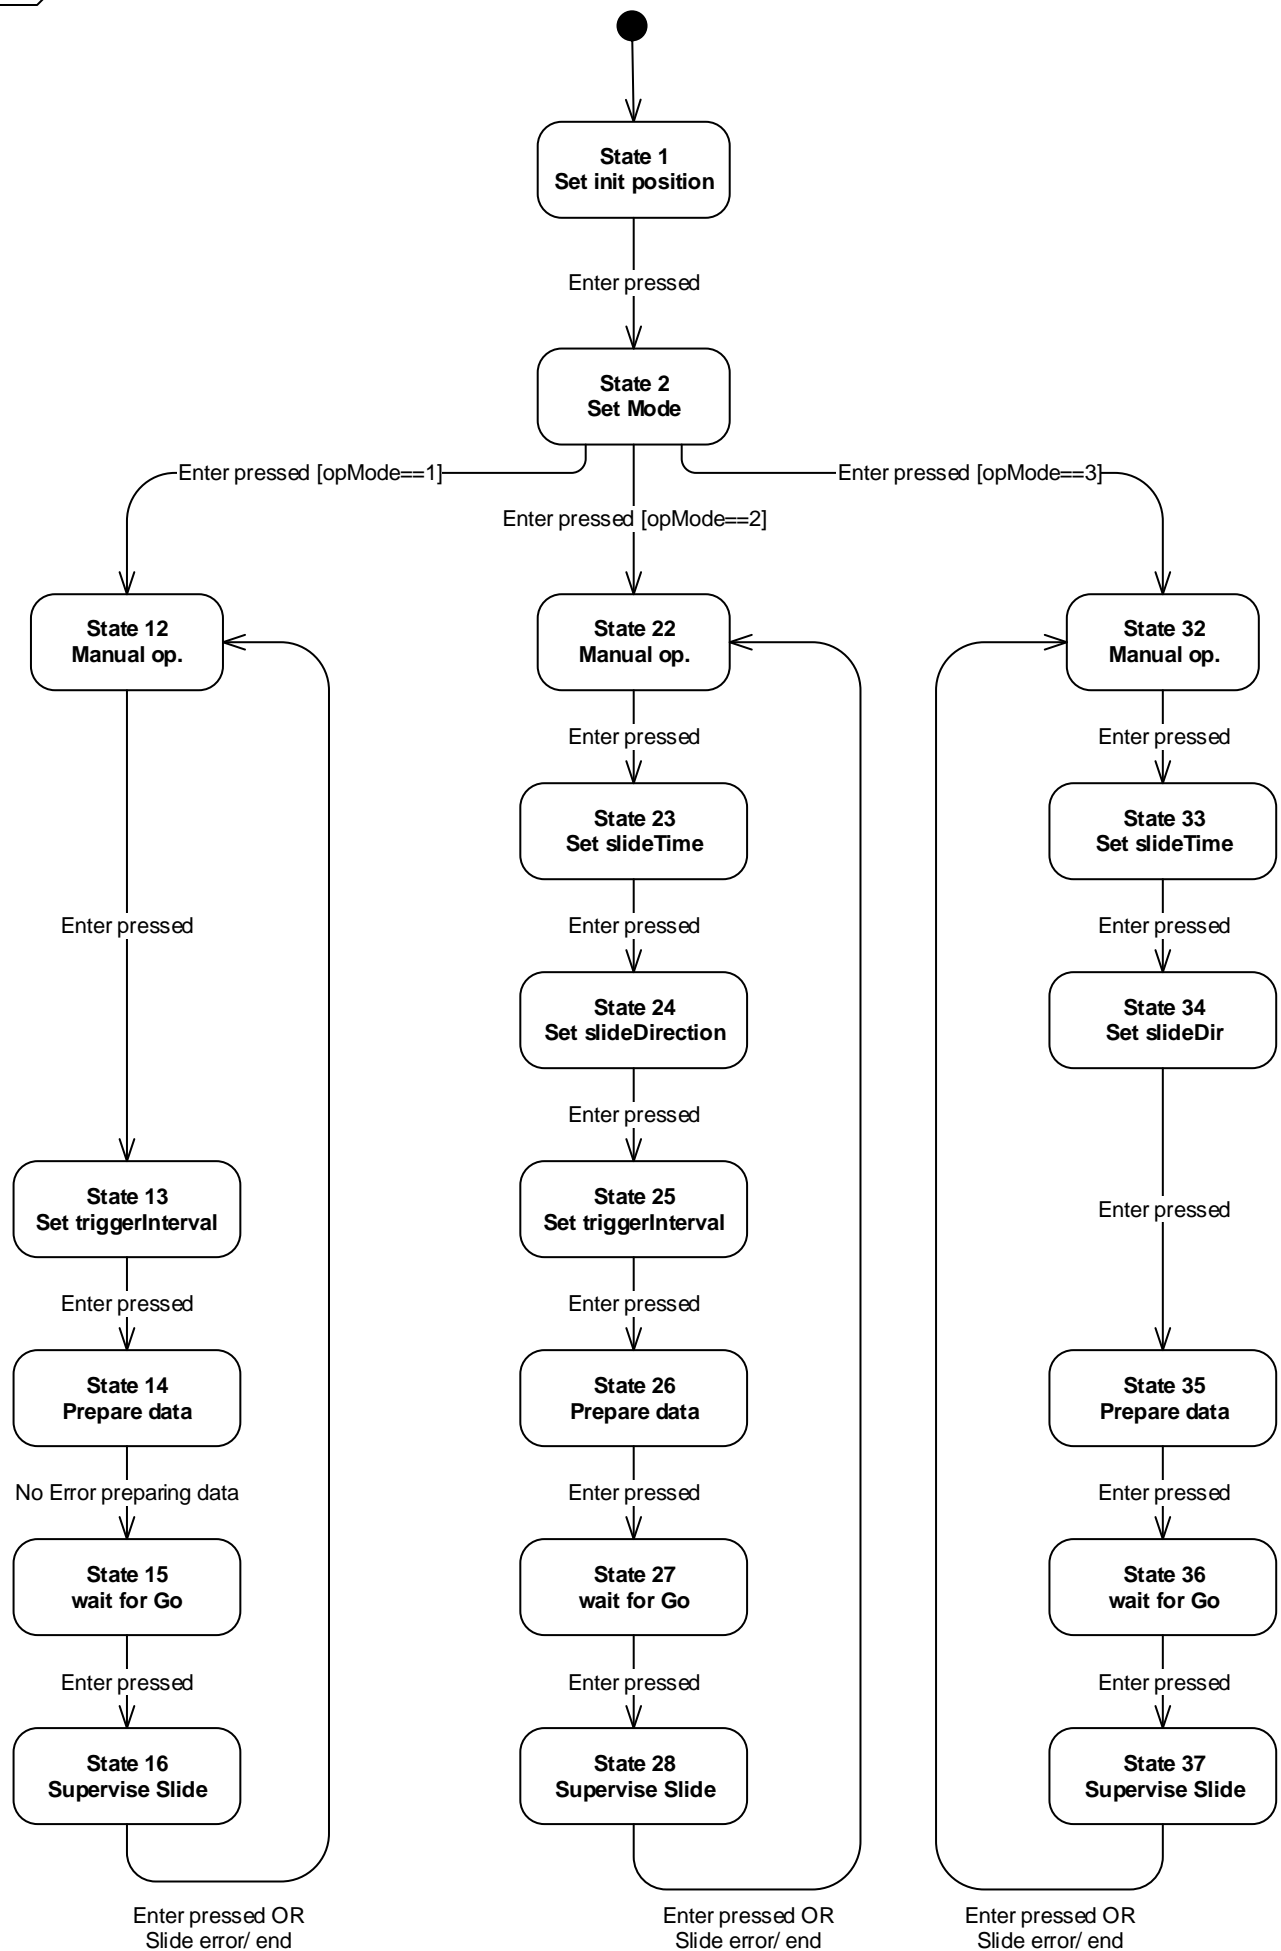 State 1
Set init position
Enter pressed
State 2
Set Mode
Enter pressed [opMode==1]
Enter pressed [opMode==3]
Enter pressed [opMode==2]
State 12
Manual op.
State 22
Manual op.
State 32
Manual op.
Enter pressed
Enter pressed
State 23
Set slideTime
State 33
Set slideTime
Enter pressed
Enter pressed
Enter pressed
State 24
Set slideDirection
State 34
Set slideDir
Enter pressed
State 13
Set triggerInterval
State 25
Set triggerInterval
Enter pressed
Enter pressed
Enter pressed
State 14
Prepare data
State 26
Prepare data
State 35
Prepare data
No Error preparing data
Enter pressed
Enter pressed
State 15
wait for Go
State 27
wait for Go
State 36
wait for Go
Enter pressed
Enter pressed
Enter pressed
State 16
Supervise Slide
State 28
Supervise Slide
State 37
Supervise Slide
Enter pressed OR
Slide error/ end
Enter pressed OR
Slide error/ end
Enter pressed OR
Slide error/ end